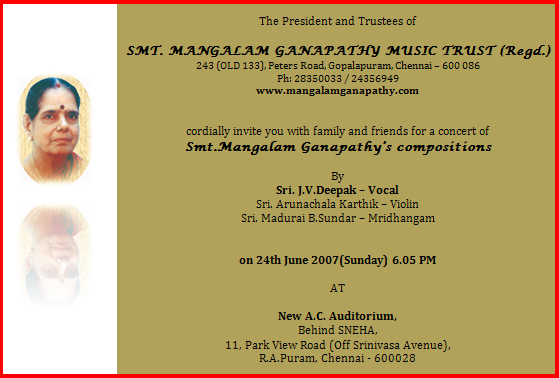 The President and Trustees of
SMT. MANGALAM GANAPATHY MUSIC TRUST (Regd.)
243 (OLD 133), Peters Road, Gopalapuram, Chennai – 600 086
Ph: 28350033 / 24356949
www.mangalamganapathy.com
cordially invite you with family and friends for a concert of
Smt.Mangalam Ganapathy's compositions
By
Sri. J.V.Deepak – Vocal
Sri. Arunachala Karthik – Violin
Sri. Madurai B.Sundar – Mridhangam
on 24th June 2007(Sunday) 6.05 PM
AT
New A.C. Auditorium,
Behind SNEHA,
11, Park View Road (Off Srinivasa Avenue),
R.A.Puram, Chennai - 600028